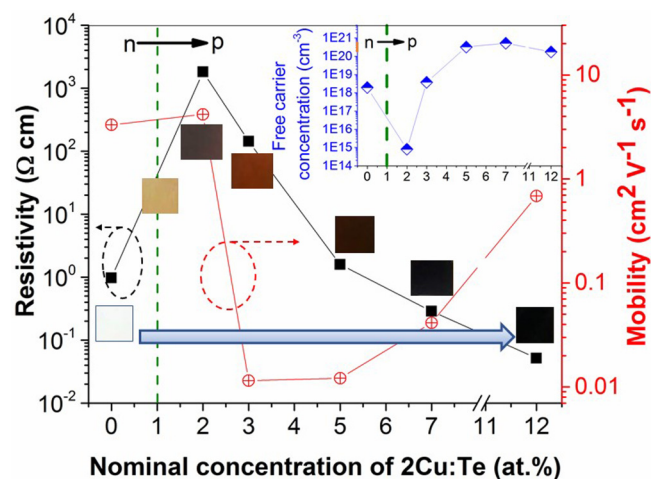 Resistivity (Ω cm)
10⁴
10³
10²
10¹
10⁰
10⁻¹
10⁻²
n p
Free carrier
concentration (cm⁻³)
1E21
1E20
1E19
1E18
1E17
1E16
1E15
1E14
n p
0 1 2 3 4 5 6 7 11 12
10
1
0.1
0.01
Mobility (cm² V⁻¹ s⁻¹)
0 1 2 3 4 5 6 7 11 12
Nominal concentration of 2Cu:Te (at.%)